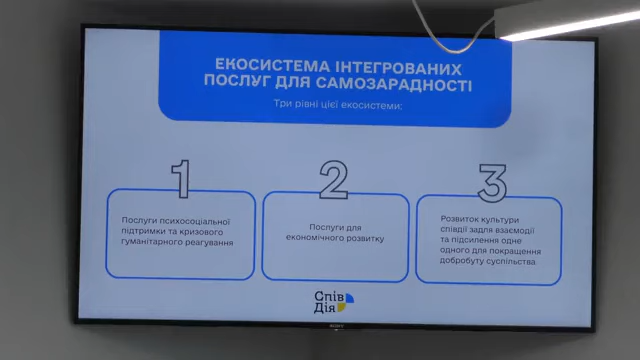 ЕКОСИСТЕМА ІНТЕГРОВАНИХ
ПОСЛУГ ДЛЯ САМОЗАРАДНОСТІ
Три рівні цієї екосистеми:
1
Послуги психосоціальної
підтримки та кризового
гуманітарного реагування
2
Послуги для
економічного розвитку
3
Розвиток культури
співдії задля взаємодії
та підсилення одне
одного для покращення
добробуту суспільства
Спів
Дія
SONY